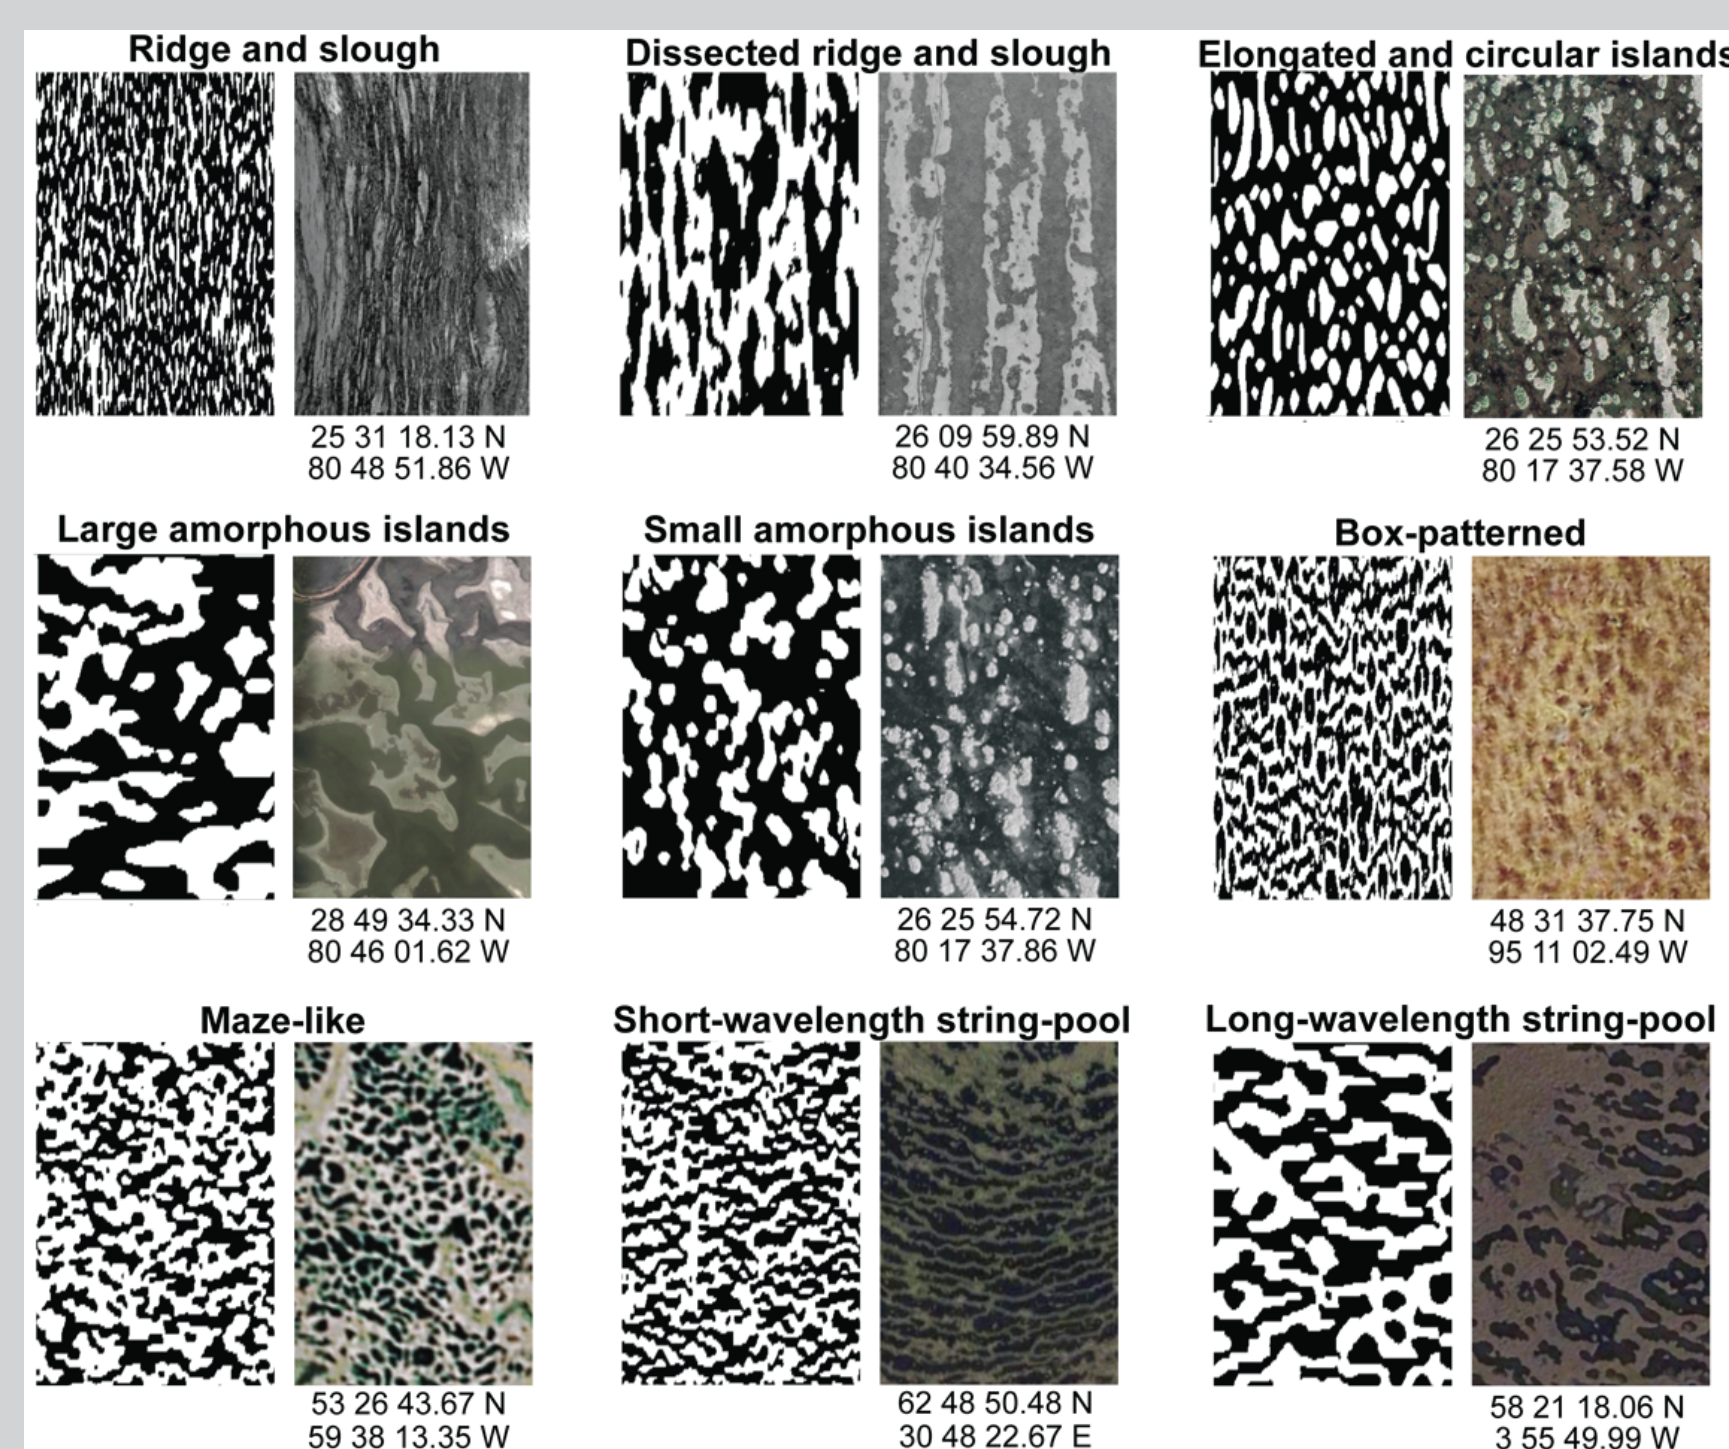 Ridge and slough
Dissected ridge and slough
Elongated and circular islands
25 31 18.13 N
80 48 51.86 W
26 09 59.89 N
80 40 34.56 W
26 25 53.52 N
80 17 37.58 W
Large amorphous islands
Small amorphous islands
Box-patterned
28 49 34.33 N
80 46 01.62 W
26 25 54.72 N
80 17 37.86 W
48 31 37.75 N
95 11 02.49 W
Maze-like
Short-wavelength string-pool
Long-wavelength string-pool
53 26 43.67 N
59 38 13.35 W
62 48 50.48 N
30 48 22.67 E
58 21 18.06 N
3 55 49.99 W